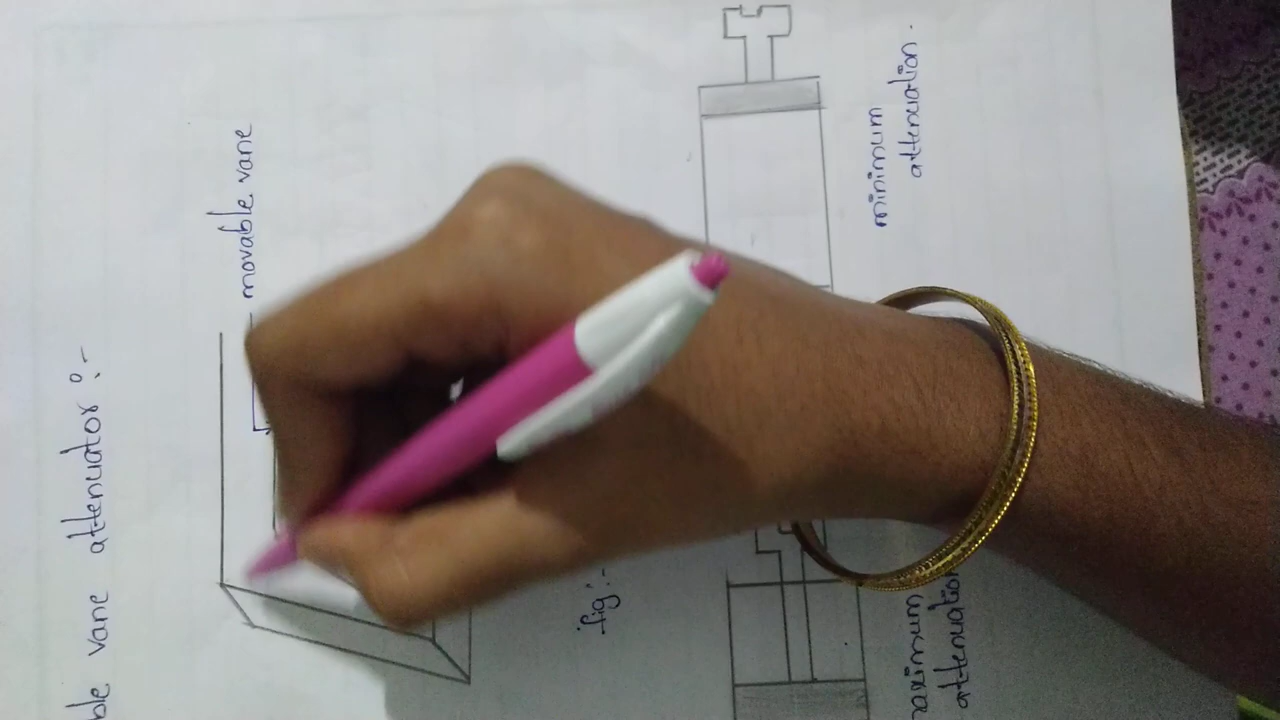 ble vane attenuator :-
movable vane
fig :-
aximum
attenuation
minimum
attenuation.